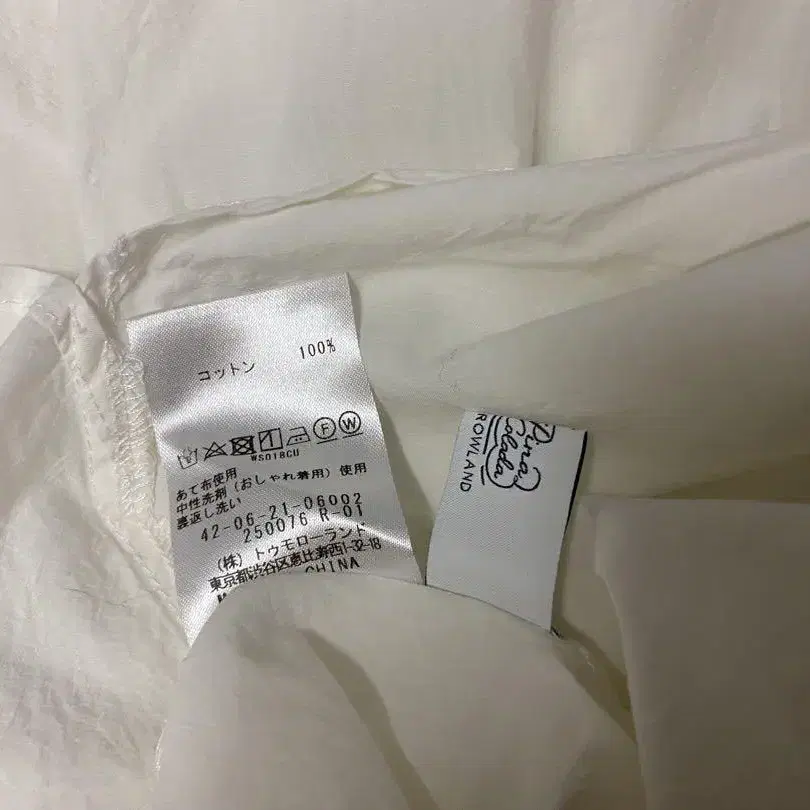 コットン 100%
WS018CU
あて布使用
中性洗剤(おしゃれ着用)使用
裏返し洗い
42-06-21-06002
250076 R-01
(株)トゥモローランド
東京都渋谷区恵比寿西1-32-18
CHINA
Pina
Colada
ROWLAND